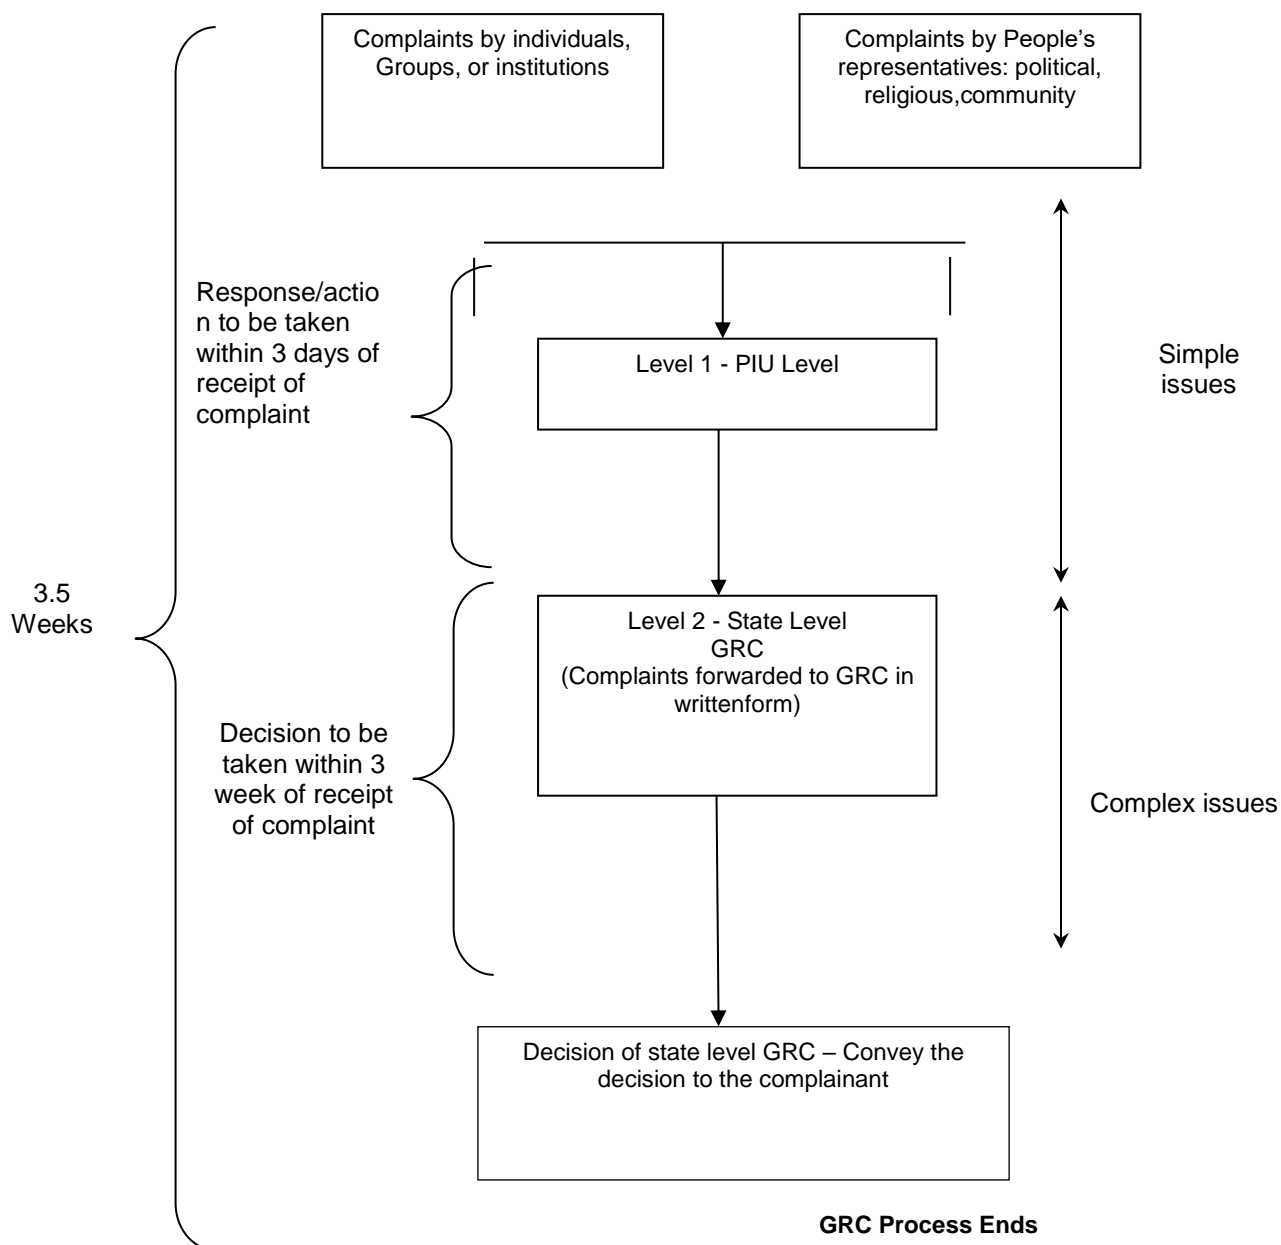 Complaints by individuals,
Groups, or institutions
Complaints by People’s
representatives: political,
religious,community
Response/actio
n to be taken
within 3 days of
receipt of
complaint
Level 1 - PIU Level
Simple
issues
3.5
Weeks
Level 2 - State Level
GRC
(Complaints forwarded to GRC in
writtenform)
Decision to be
taken within 3
week of receipt
of complaint
Complex issues
Decision of state level GRC – Convey the
decision to the complainant
GRC Process Ends